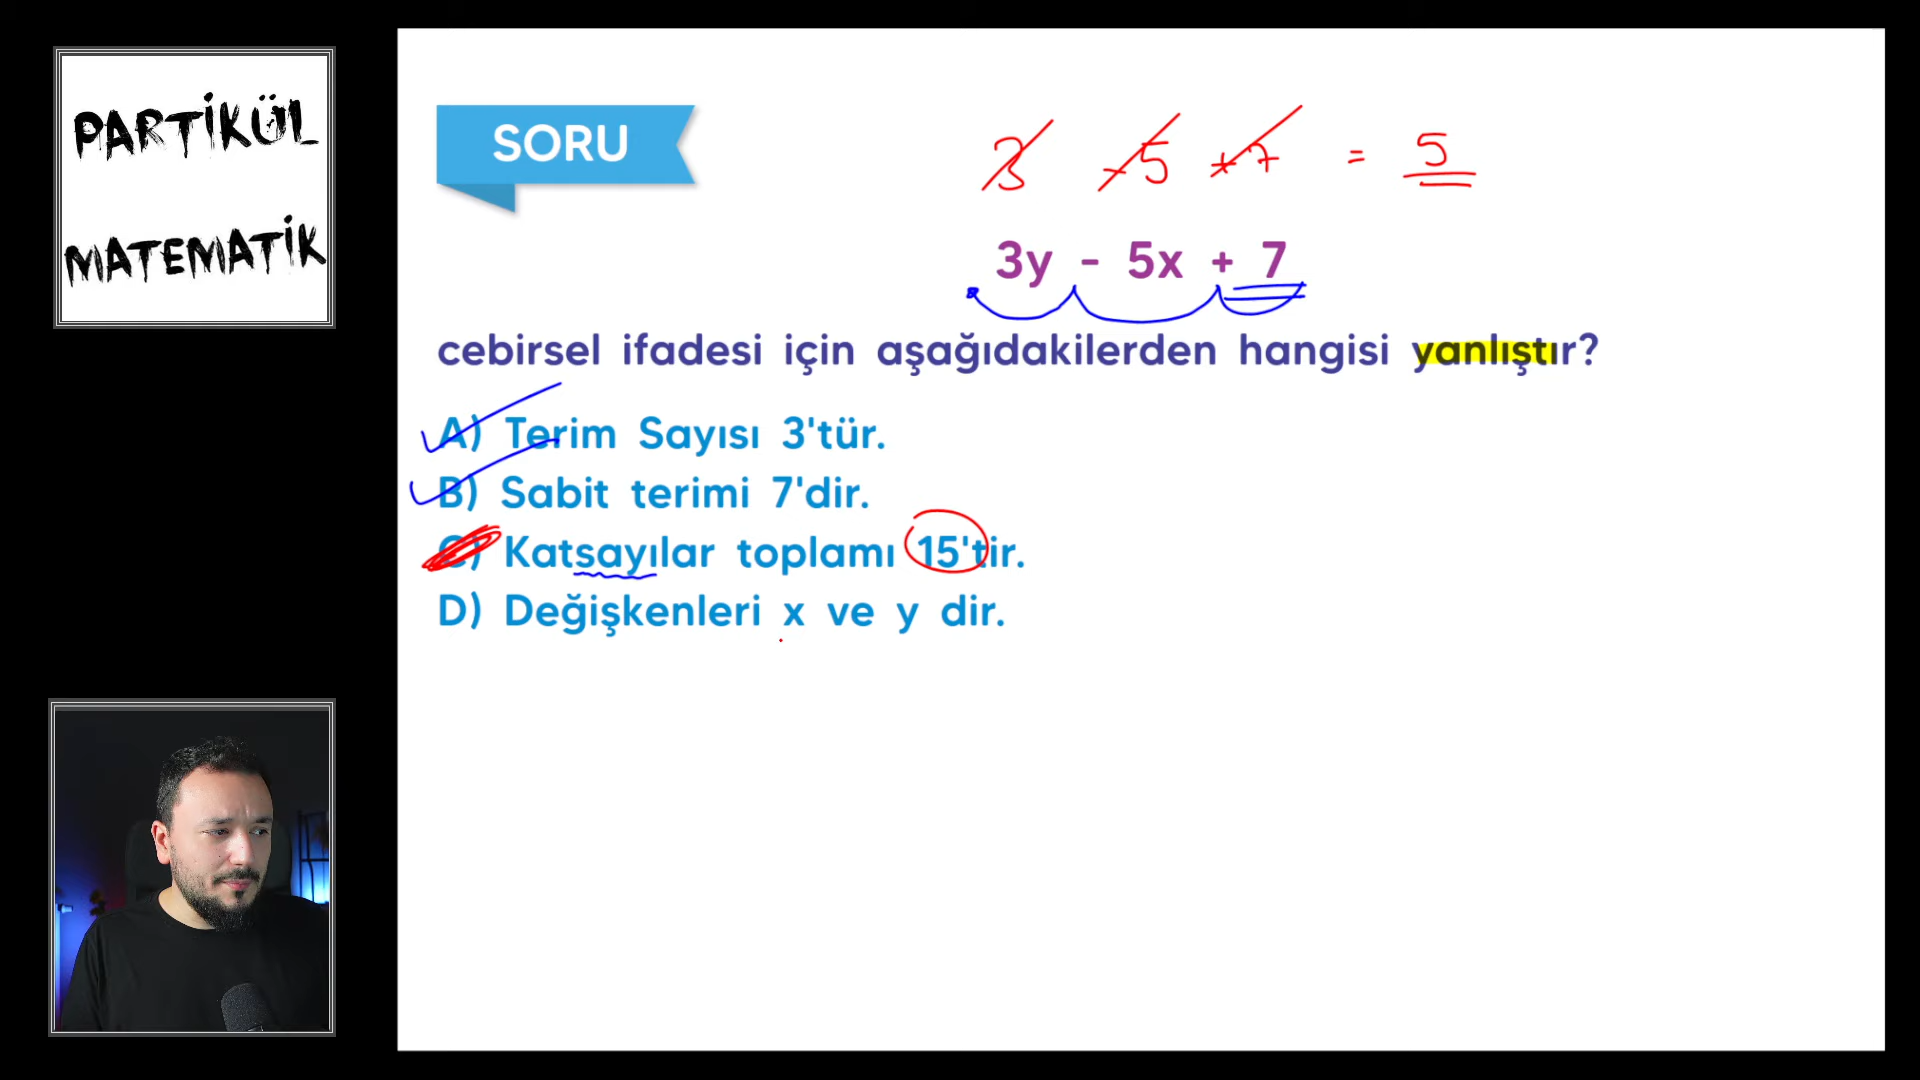 PARTİKÜL
MATEMATİK
SORU
3 -5 +7 = 5
3y - 5x + 7
cebirsel ifadesi için aşağıdakilerden hangisi yanlıştır?
A) Terim Sayısı 3'tür.
B) Sabit terimi 7'dir.
C) Katsayılar toplamı 15'tir.
D) Değişkenleri x ve y dir.